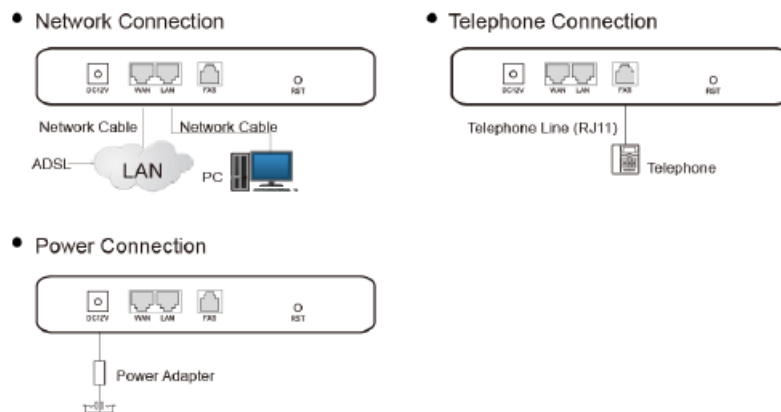 • Network Connection
DC12V WAN LAN FXS RST
Network Cable Network Cable
ADSL LAN PC
• Telephone Connection
DC12V WAN LAN FXS RST
Telephone Line (RJ11)
Telephone
• Power Connection
DC12V WAN LAN FXS RST
Power Adapter